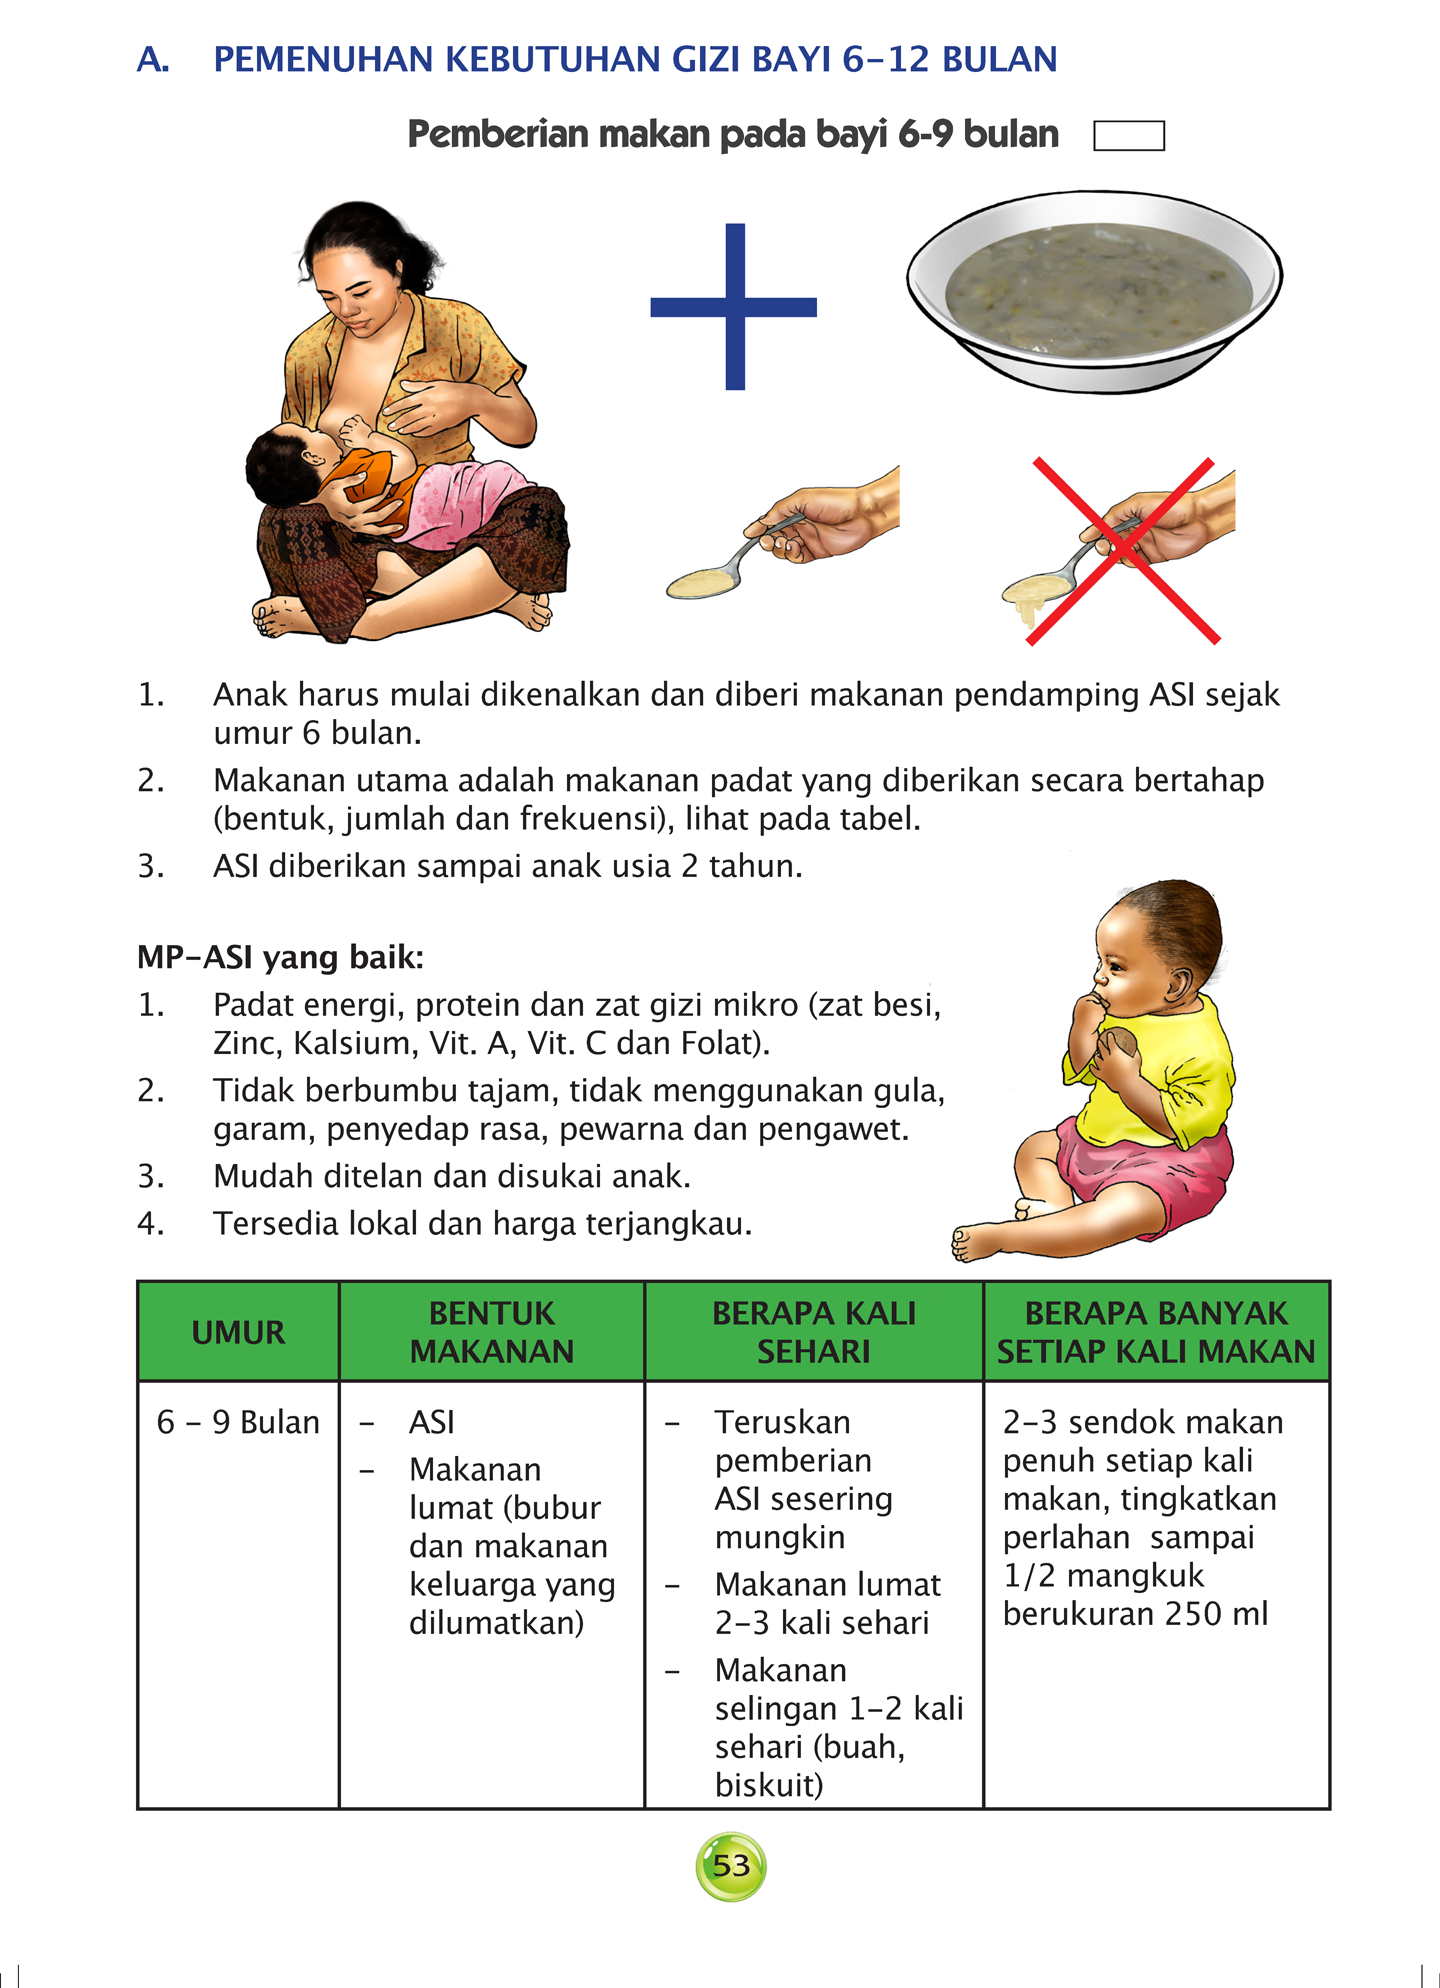 A. PEMENUHAN KEBUTUHAN GIZI BAYI 6-12 BULAN
Pemberian makan pada bayi 6-9 bulan
1. Anak harus mulai dikenalkan dan diberi makanan pendamping ASI sejak
umur 6 bulan.
2. Makanan utama adalah makanan padat yang diberikan secara bertahap
(bentuk, jumlah dan frekuensi), lihat pada tabel.
3. ASI diberikan sampai anak usia 2 tahun.
MP-ASI yang baik:
1. Padat energi, protein dan zat gizi mikro (zat besi,
Zinc, Kalsium, Vit. A, Vit. C dan Folat).
2. Tidak berbumbu tajam, tidak menggunakan gula,
garam, penyedap rasa, pewarna dan pengawet.
3. Mudah ditelan dan disukai anak.
4. Tersedia lokal dan harga terjangkau.
UMUR
BENTUK
MAKANAN
BERAPA KALI
SEHARI
BERAPA BANYAK
SETIAP KALI MAKAN
6 - 9 Bulan
- ASI
- Makanan
lumat (bubur
dan makanan
keluarga yang
dilumatkan)
- Teruskan
pemberian
ASI sesering
mungkin
- Makanan lumat
2-3 kali sehari
- Makanan
selingan 1-2 kali
sehari (buah,
biskuit)
2-3 sendok makan
penuh setiap kali
makan, tingkatkan
perlahan sampai
1/2 mangkuk
berukuran 250 ml
53